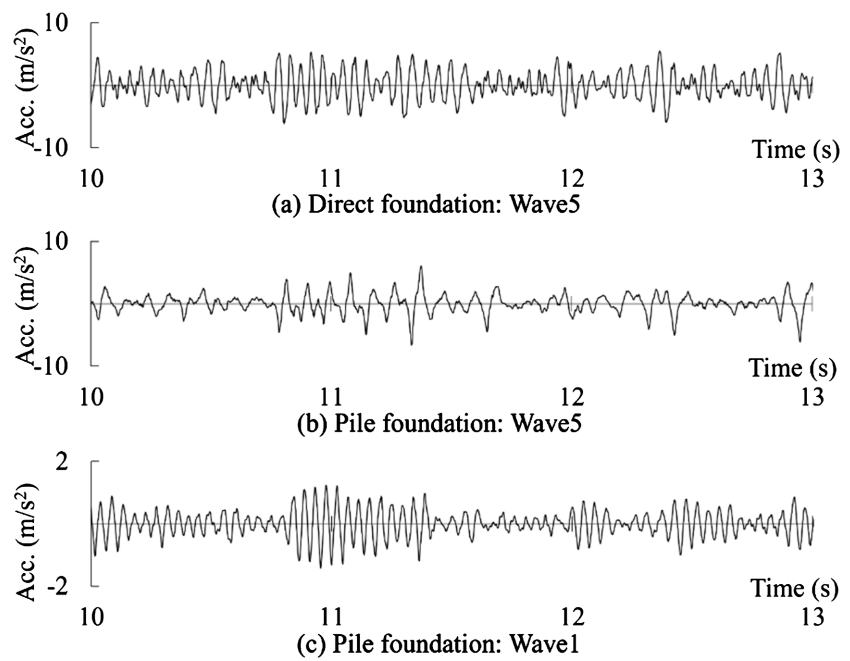 10
Acc. (m/s²)
-10
Time (s)
10 11 12 13
(a) Direct foundation: Wave5
10
Acc. (m/s²)
-10
Time (s)
10 11 12 13
(b) Pile foundation: Wave5
2
Acc. (m/s²)
-2
Time (s)
10 11 12 13
(c) Pile foundation: Wave1